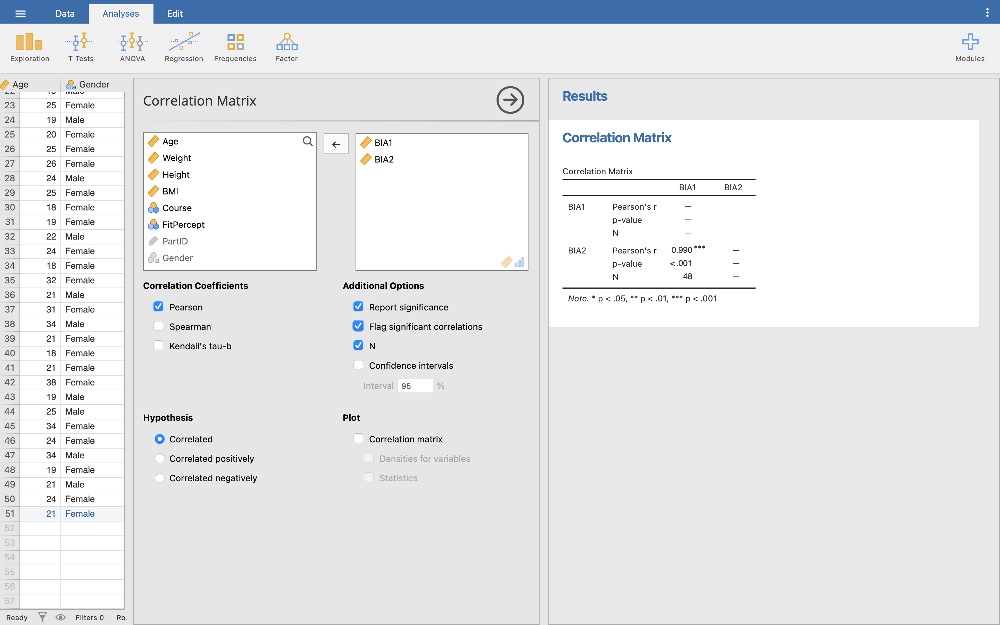 Data Analyses Edit
Exploration T-Tests ANOVA Regression Frequencies Factor Modules
Age Gender
23 25 Female
24 19 Male
25 20 Female
26 25 Female
27 26 Female
28 24 Male
29 25 Female
30 18 Female
31 19 Female
32 22 Male
33 24 Female
34 18 Female
35 32 Female
36 21 Male
37 31 Female
38 34 Male
39 21 Female
40 18 Female
41 21 Female
42 38 Female
43 19 Male
44 25 Male
45 34 Female
46 24 Female
47 34 Male
48 19 Female
49 21 Male
50 24 Female
51 21 Female
52
53
54
55
56
57
Ready Filters 0 Ro
Correlation Matrix
Age
Weight
Height
BMI
Course
FitPercept
PartID
a Gender
BIA1
BIA2
Correlation Coefficients
Pearson
Spearman
Kendall's tau-b
Additional Options
Report significance
Flag significant correlations
N
Confidence intervals
Interval 95 %
Hypothesis
Correlated
Correlated positively
Correlated negatively
Plot
Correlation matrix
Densities for variables
Statistics
Results
Correlation Matrix
Correlation Matrix
BIA1 BIA2
BIA1 Pearson's r —
p-value —
N —
BIA2 Pearson's r 0.990 *** —
p-value <.001 —
N 48 —
Note. * p < .05, ** p < .01, *** p < .001